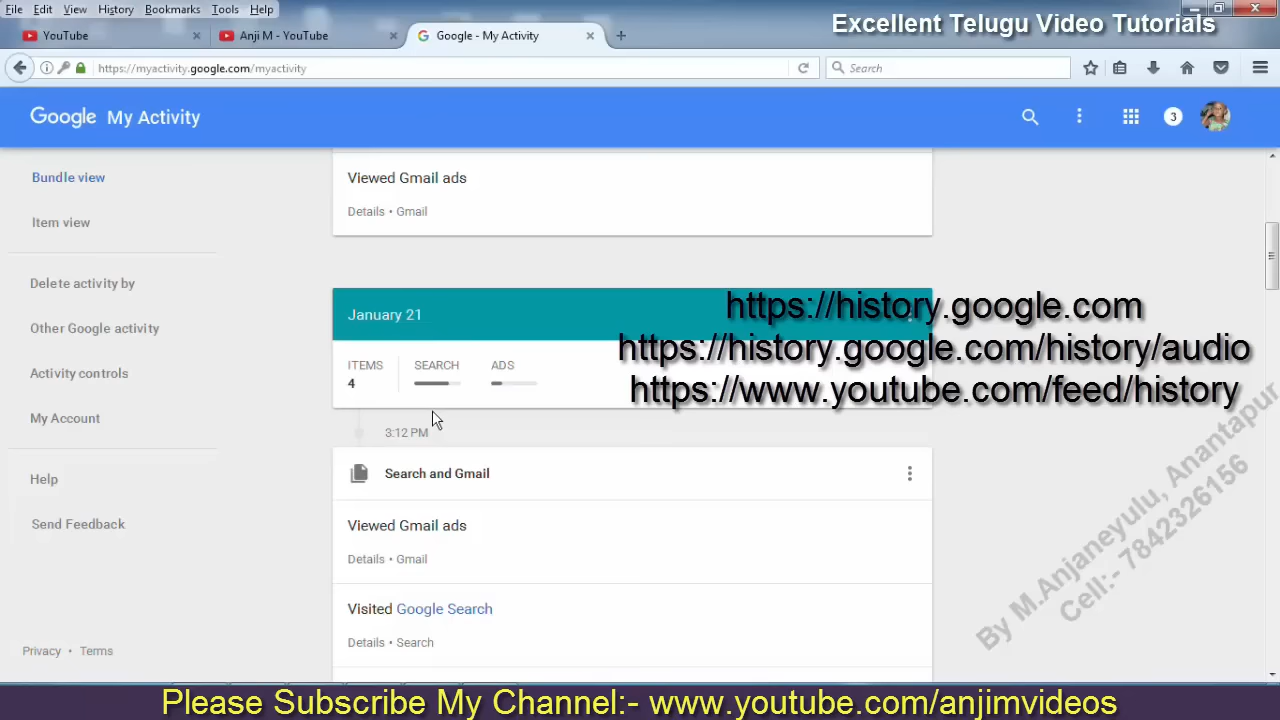 File Edit View History Bookmarks Tools Help
Excellent Telugu Video Tutorials
YouTube
Anji M - YouTube
Google - My Activity
https://myactivity.google.com/myactivity
Search
Google My Activity
3
Bundle view
Item view
Delete activity by
Other Google activity
Activity controls
My Account
Help
Send Feedback
Privacy • Terms
Viewed Gmail ads
Details • Gmail
January 21
ITEMS SEARCH ADS
4
3:12 PM
Search and Gmail
Viewed Gmail ads
Details • Gmail
Visited Google Search
Details • Search
https://history.google.com
https://history.google.com/history/audio
https://www.youtube.com/feed/history
By M.Anjaneyulu, Anantapur
Cell:- 7842326156
Please Subscribe My Channel:- www.youtube.com/anjimvideos